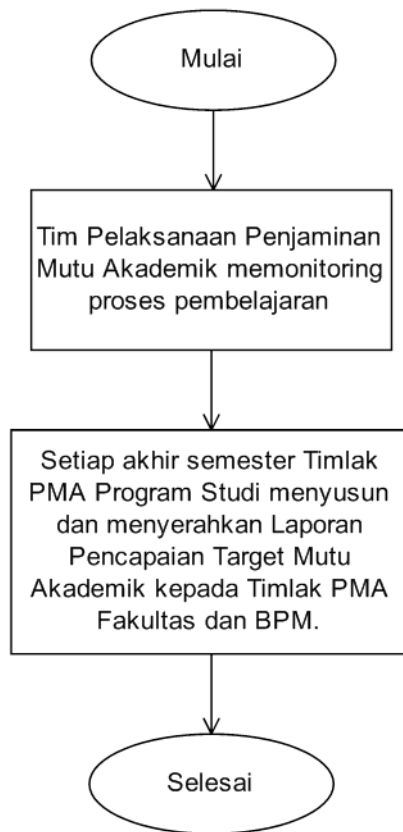 Mulai
Tim Pelaksanaan Penjaminan
Mutu Akademik memonitoring
proses pembelajaran
Setiap akhir semester Timlak
PMA Program Studi menyusun
dan menyerahkan Laporan
Pencapaian Target Mutu
Akademik kepada Timlak PMA
Fakultas dan BPM.
Selesai